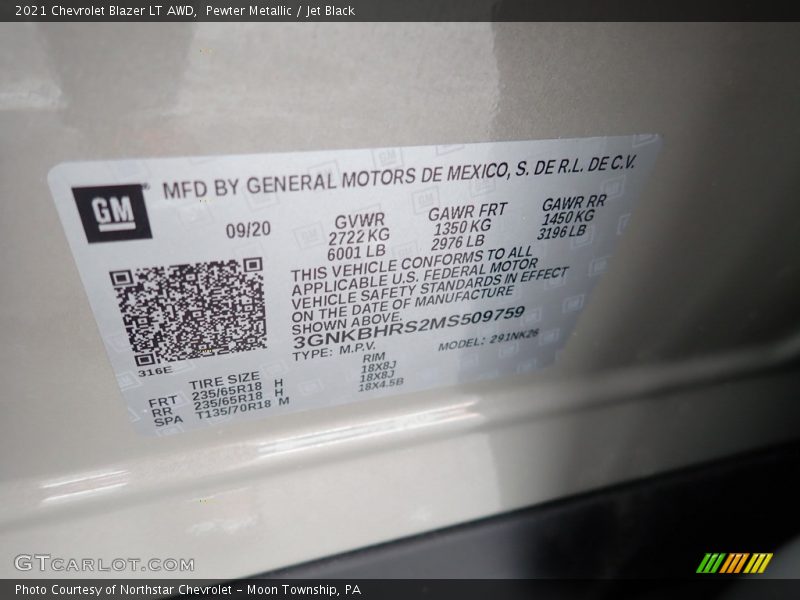 2021 Chevrolet Blazer LT AWD, Pewter Metallic / Jet Black
GM
MFD BY GENERAL MOTORS DE MEXICO, S. DE R.L. DE C.V.
09/20
GVWR
2722 KG
6001 LB
GAWR FRT
1350 KG
2976 LB
GAWR RR
1450 KG
3196 LB
THIS VEHICLE CONFORMS TO ALL
APPLICABLE U.S. FEDERAL MOTOR
VEHICLE SAFETY STANDARDS IN EFFECT
ON THE DATE OF MANUFACTURE
SHOWN ABOVE.
3GNKBHRS2MS509759
TYPE: M.P.V. MODEL: 291NK26
316E
TIRE SIZE RIM
FRT 235/65R18 H 18X8J
RR 235/65R18 H 18X8J
SPA T135/70R18 M 18X4.5B
GTCARLOT.COM
Photo Courtesy of Northstar Chevrolet – Moon Township, PA